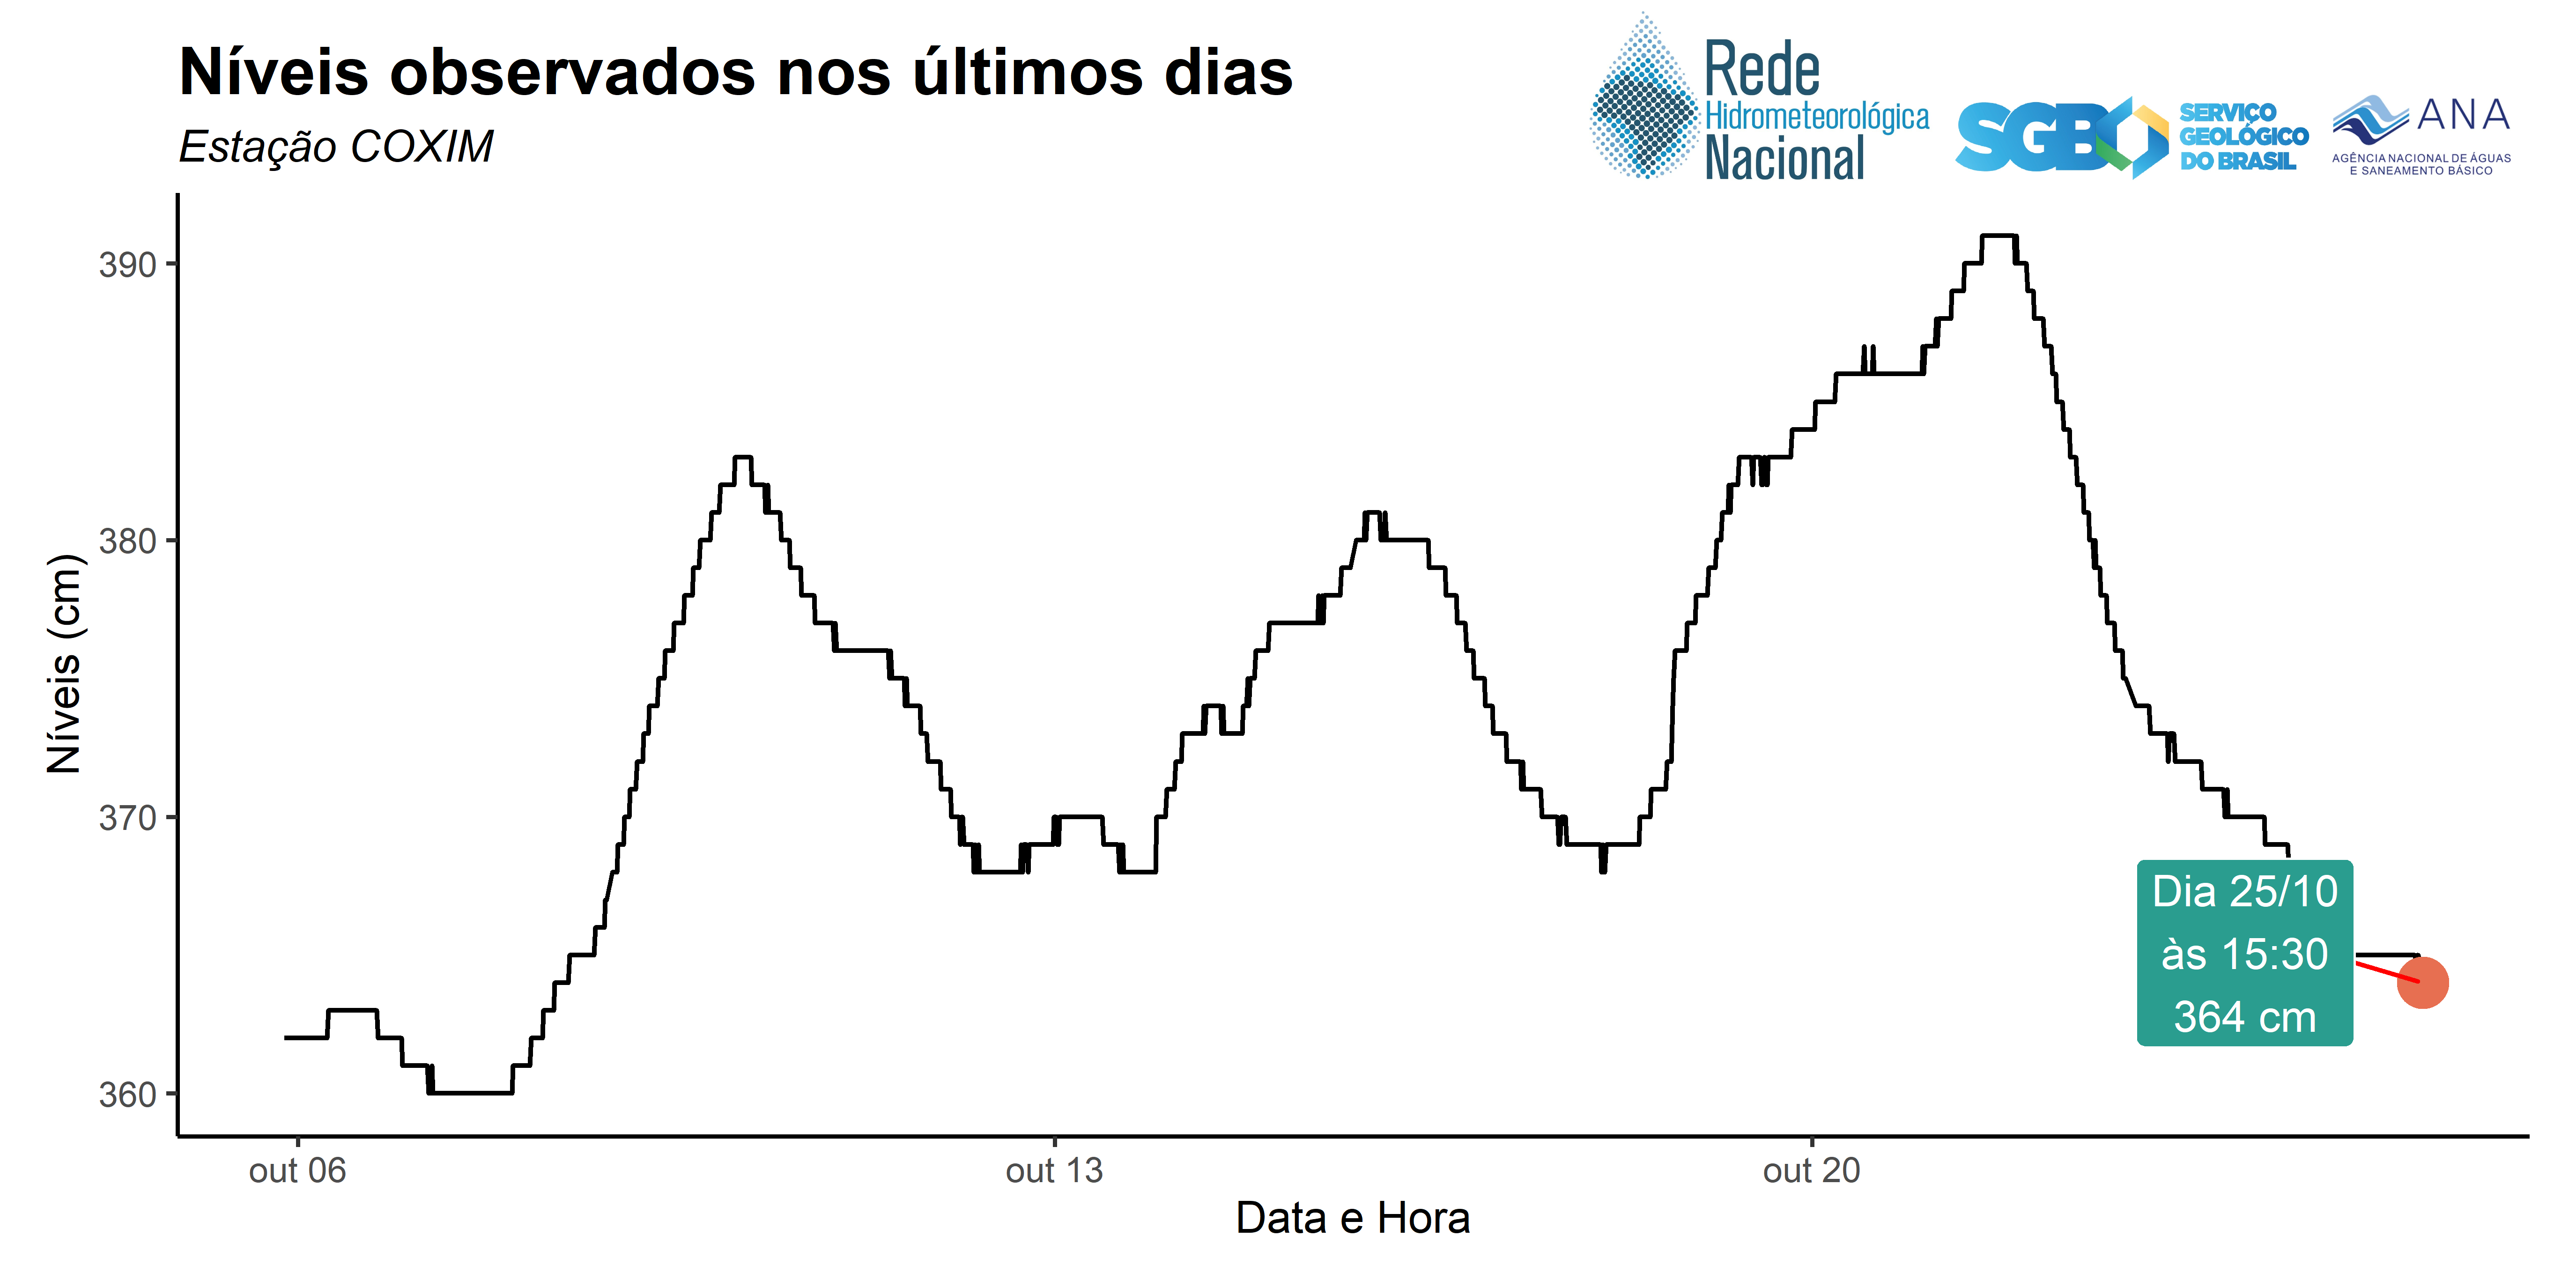 Níveis observados nos últimos dias
Estação COXIM
Rede
Hidrometeorológica
Nacional
SGB
SERVIÇO
GEOLÓGICO
DO BRASIL
ANA
AGÊNCIA NACIONAL DE ÁGUAS
E SANEAMENTO BÁSICO
Níveis (cm)
390
380
370
360
Dia 25/10
às 15:30
364 cm
out 06
out 13
out 20
Data e Hora